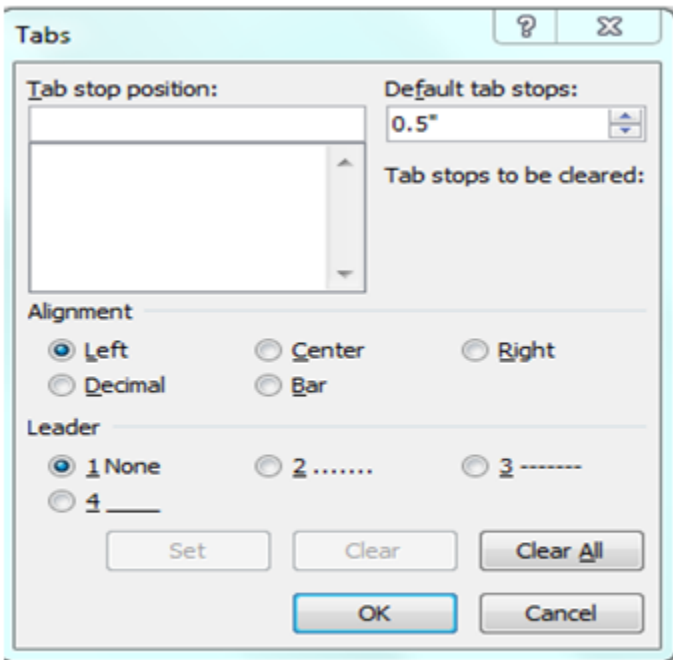 Tabs
Tab stop position: Default tab stops:
0.5"
Tab stops to be cleared:
Alignment
Left Center Right
Decimal Bar
Leader
1 None 2 ....... 3 -------
4 ____
Set Clear Clear All
OK Cancel